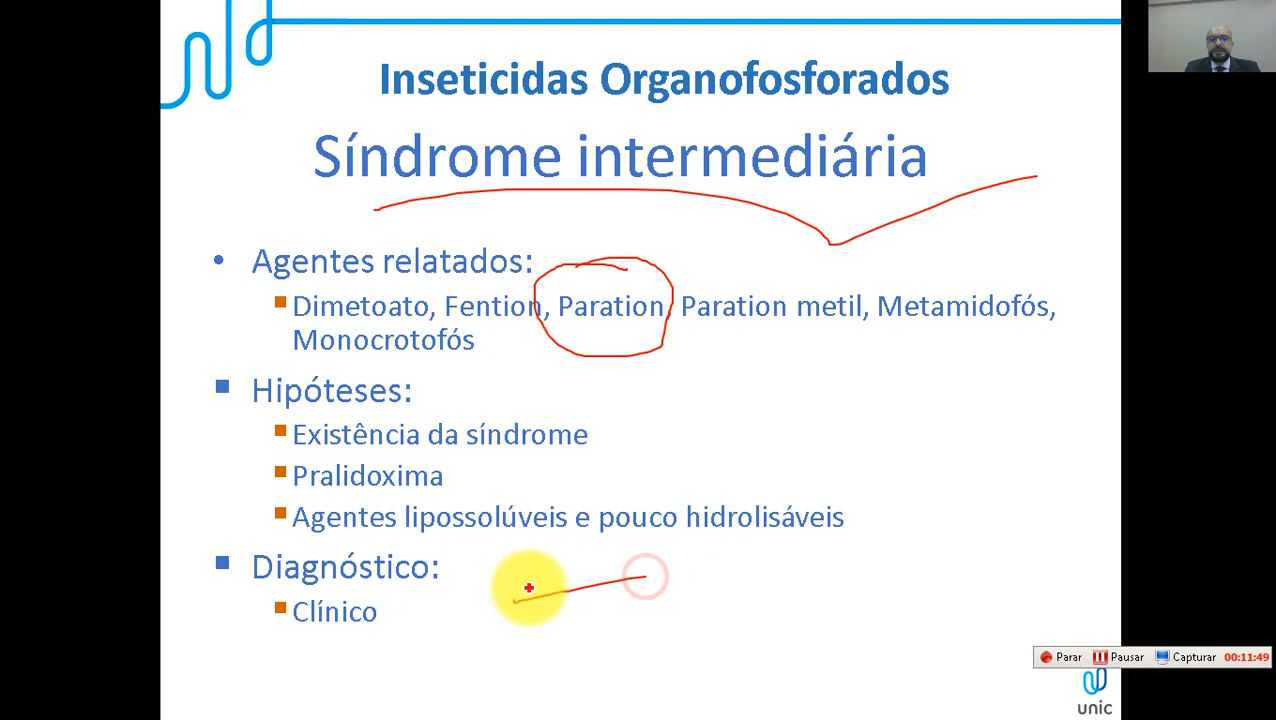 Inseticidas Organofosforados
Síndrome intermediária
Agentes relatados:
Dimetoato, Fention, Paration, Paration metil, Metamidofós,
Monocrotofós
Hipóteses:
Existência da síndrome
Pralidoxima
Agentes lipossolúveis e pouco hidrolisáveis
Diagnóstico:
Clínico
Parar Pausar Capturar 00:11:49
unic